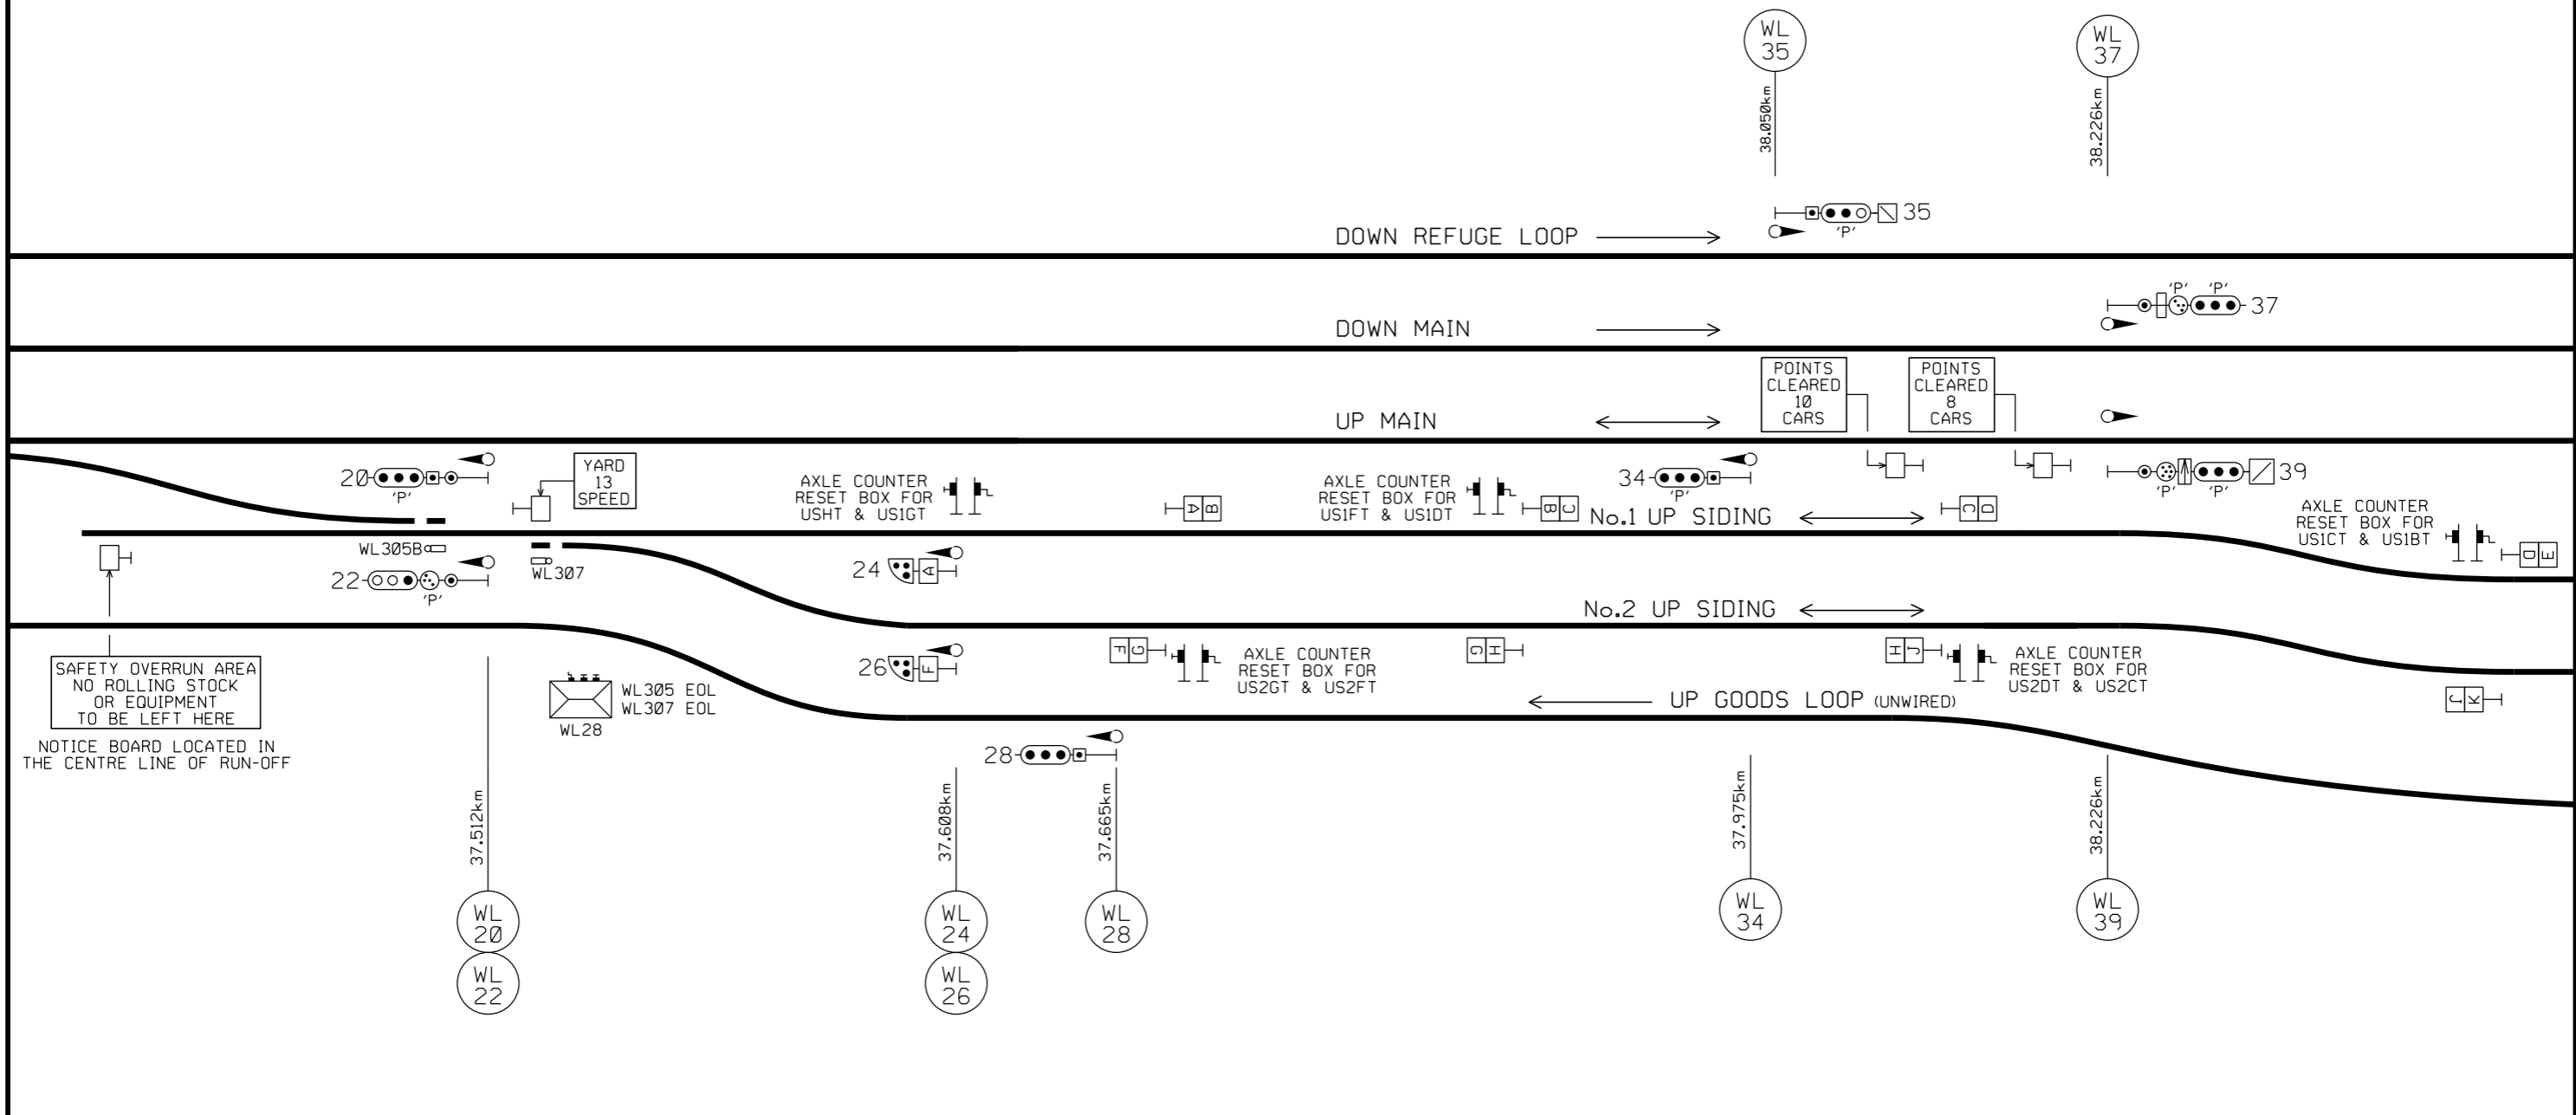 WL
35
WL
37
38.050km
38.226km
35
'P'
DOWN REFUGE LOOP
'P' 'P'
37
DOWN MAIN
POINTS
CLEARED
10
CARS
POINTS
CLEARED
8
CARS
UP MAIN
20
'P'
YARD
13
SPEED
AXLE COUNTER
RESET BOX FOR
USHT & US1GT
A B
AXLE COUNTER
RESET BOX FOR
US1FT & US1DT
B C
34
'P'
No.1 UP SIDING
C D
39
'P' 'P'
AXLE COUNTER
RESET BOX FOR
US1CT & US1BT
D E
WL305B
22
'P'
WL307
24
A
No.2 UP SIDING
SAFETY OVERRUN AREA
NO ROLLING STOCK
OR EQUIPMENT
TO BE LEFT HERE
NOTICE BOARD LOCATED IN
THE CENTRE LINE OF RUN-OFF
WL305 EOL
WL307 EOL
WL28
26
F
F G
AXLE COUNTER
RESET BOX FOR
US2GT & US2FT
G H
H J
AXLE COUNTER
RESET BOX FOR
US2DT & US2CT
J K
UP GOODS LOOP (UNWIRED)
28
37.512km
37.608km
37.665km
37.975km
38.226km
WL
20
WL
22
WL
24
WL
26
WL
28
WL
34
WL
39